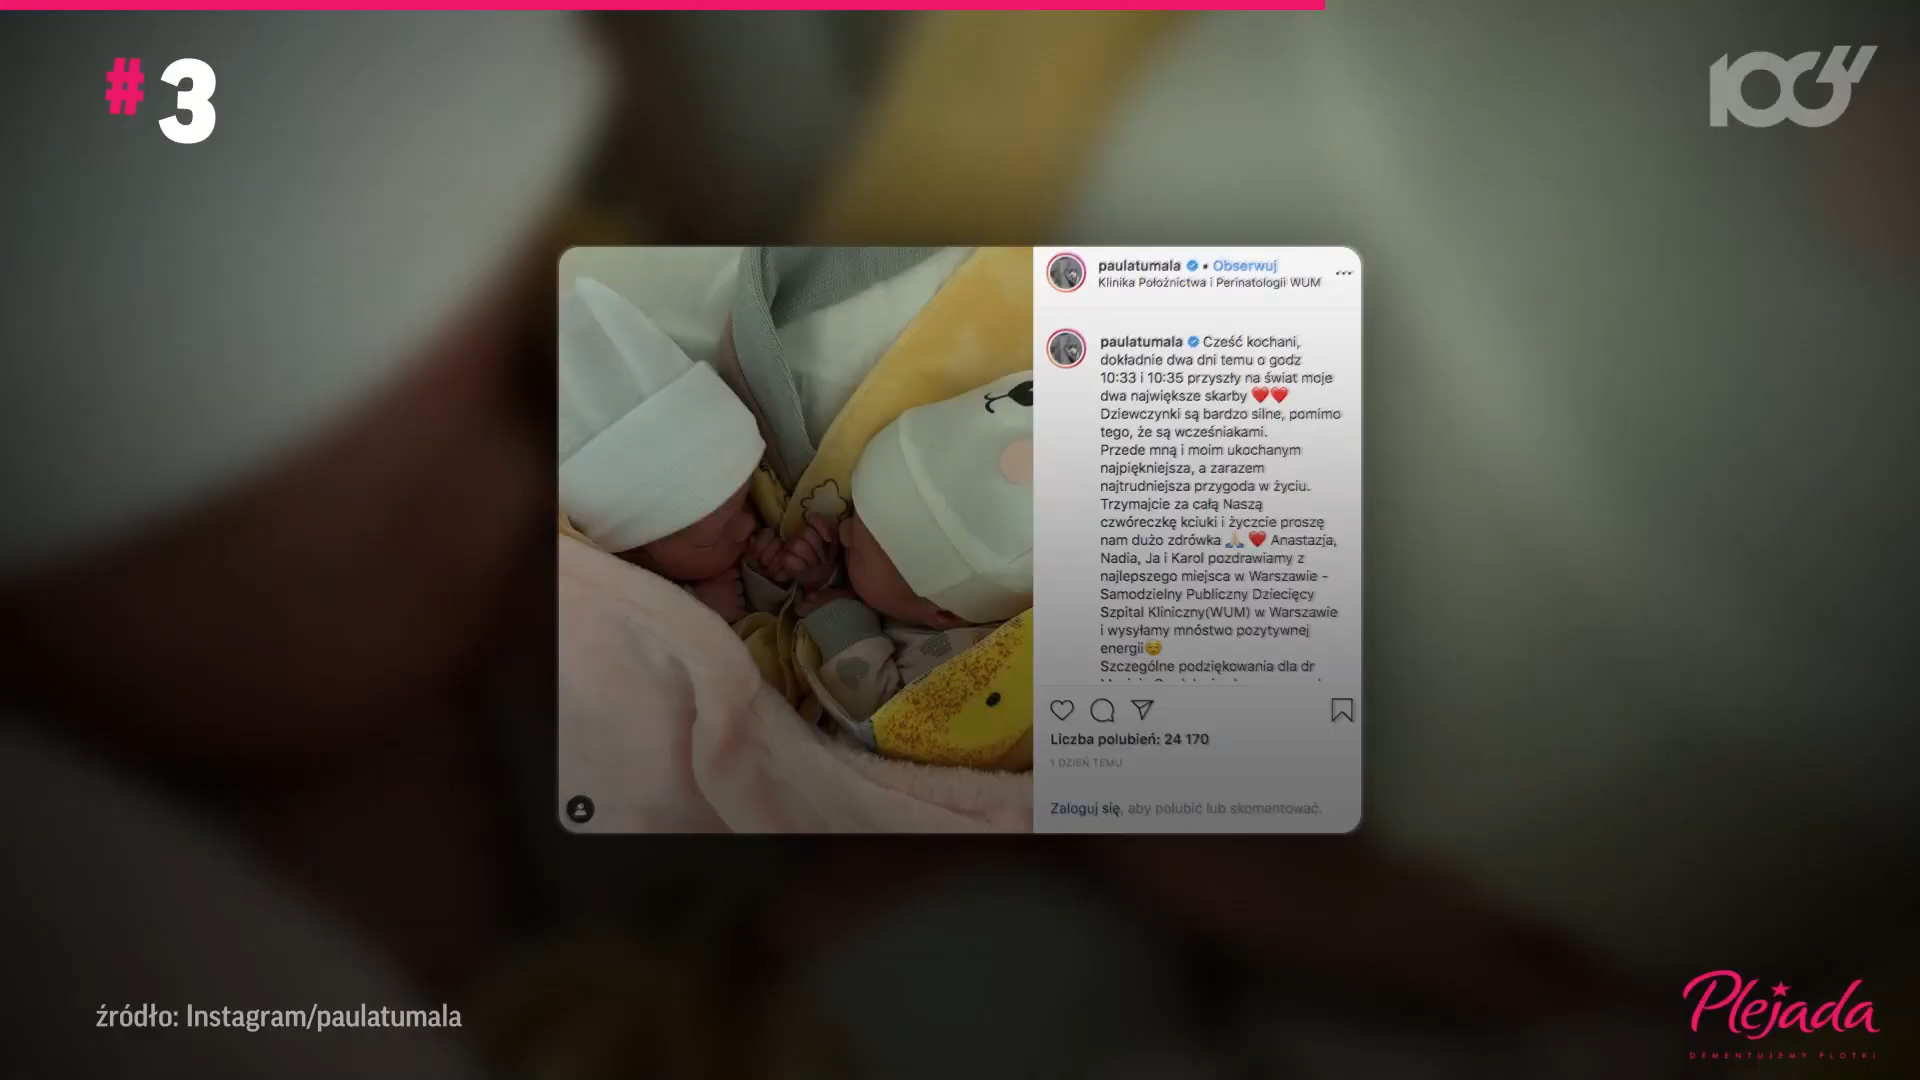 #3
100"
paulatumala • Obserwuj
Klinika Położnictwa i Perinatologii WUM
paulatumala Cześć kochani,
dokładnie dwa dni temu o godz
10:33 i 10:35 przyszły na świat moje
dwa największe skarby ❤️❤️
Dziewczynki są bardzo silne, pomimo
tego, że są wcześniakami.
Przede mną i moim ukochanym
najpiękniejsza, a zarazem
najtrudniejsza przygoda w życiu.
Trzymajcie za całą Naszą
czwóreczkę kciuki i życzcie proszę
nam dużo zdrówka 🙏🏻 ❤️ Anastazja,
Nadia, Ja i Karol pozdrawiamy z
najlepszego miejsca w Warszawie -
Samodzielny Publiczny Dziecięcy
Szpital Kliniczny(WUM) w Warszawie
i wysyłamy mnóstwo pozytywnej
energii😌
Szczególne podziękowania dla dr
Liczba polubień: 24 170
1 DZIEŃ TEMU
Zaloguj się, aby polubić lub skomentować.
źródło: Instagram/paulatumala
Plejada
DEMENTUJEMY PLOTKI